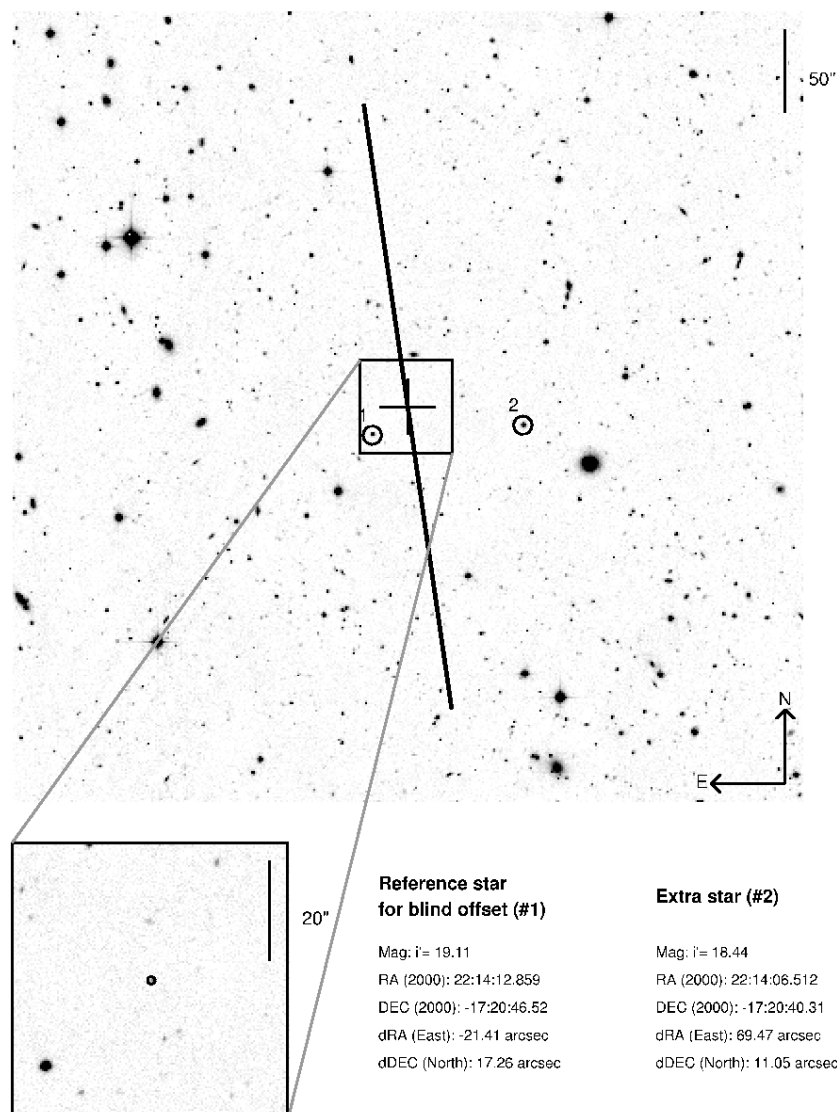 50"
1
2
N
E
20"
Reference star
for blind offset (#1)
Mag: i'= 19.11
RA (2000): 22:14:12.859
DEC (2000): -17:20:46.52
dRA (East): -21.41 arcsec
dDEC (North): 17.26 arcsec
Extra star (#2)
Mag: i'= 18.44
RA (2000): 22:14:06.512
DEC (2000): -17:20:40.31
dRA (East): 69.47 arcsec
dDEC (North): 11.05 arcsec